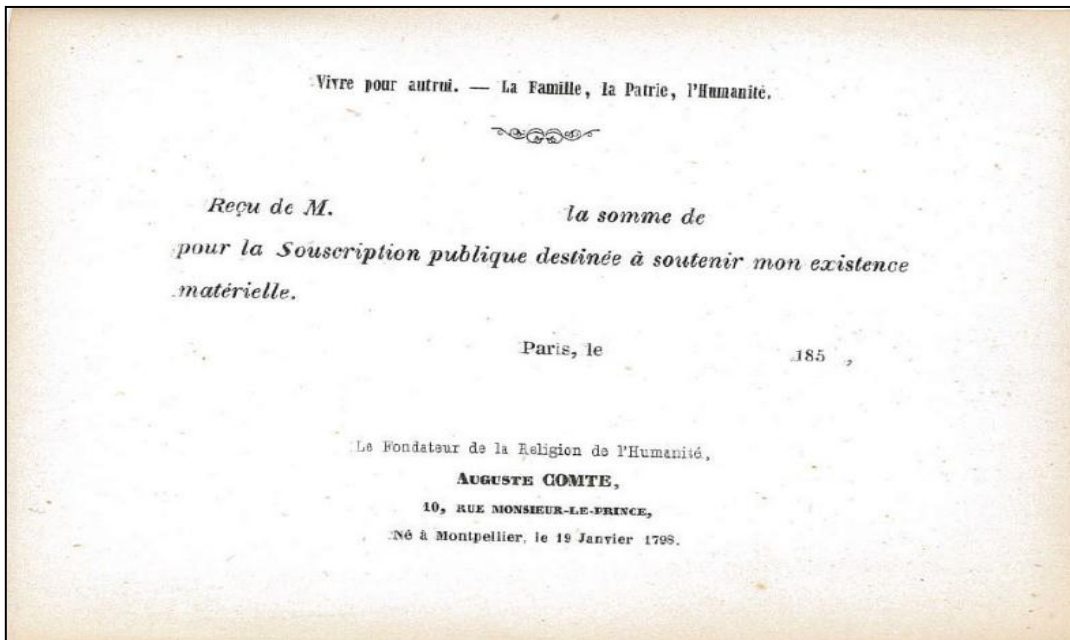 Vivre pour autrui. — La Famille, la Patrie, l'Humanité.
Reçu de M. la somme de
pour la Souscription publique destinée à soutenir mon existence
matérielle.
Paris, le 185 ,
Le Fondateur de la Religion de l'Humanité,
AUGUSTE COMTE,
10, RUE MONSIEUR-LE-PRINCE,
Né à Montpellier, le 19 Janvier 1798.